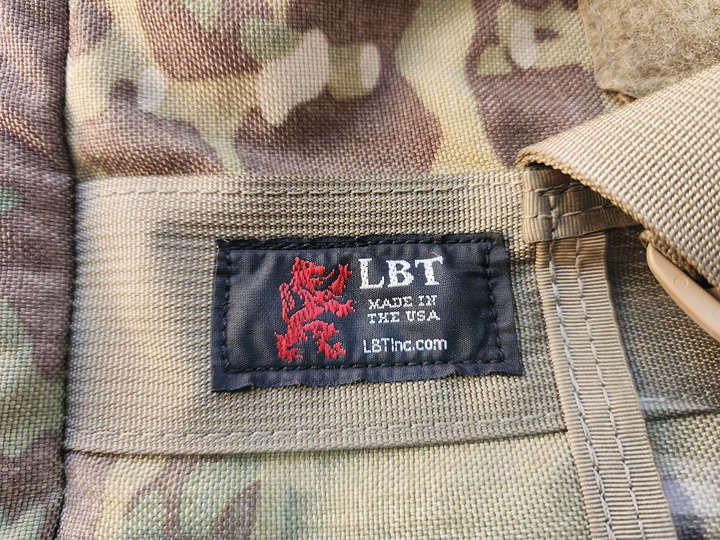 LBT
MADE IN
THE USA
LBTInc.com